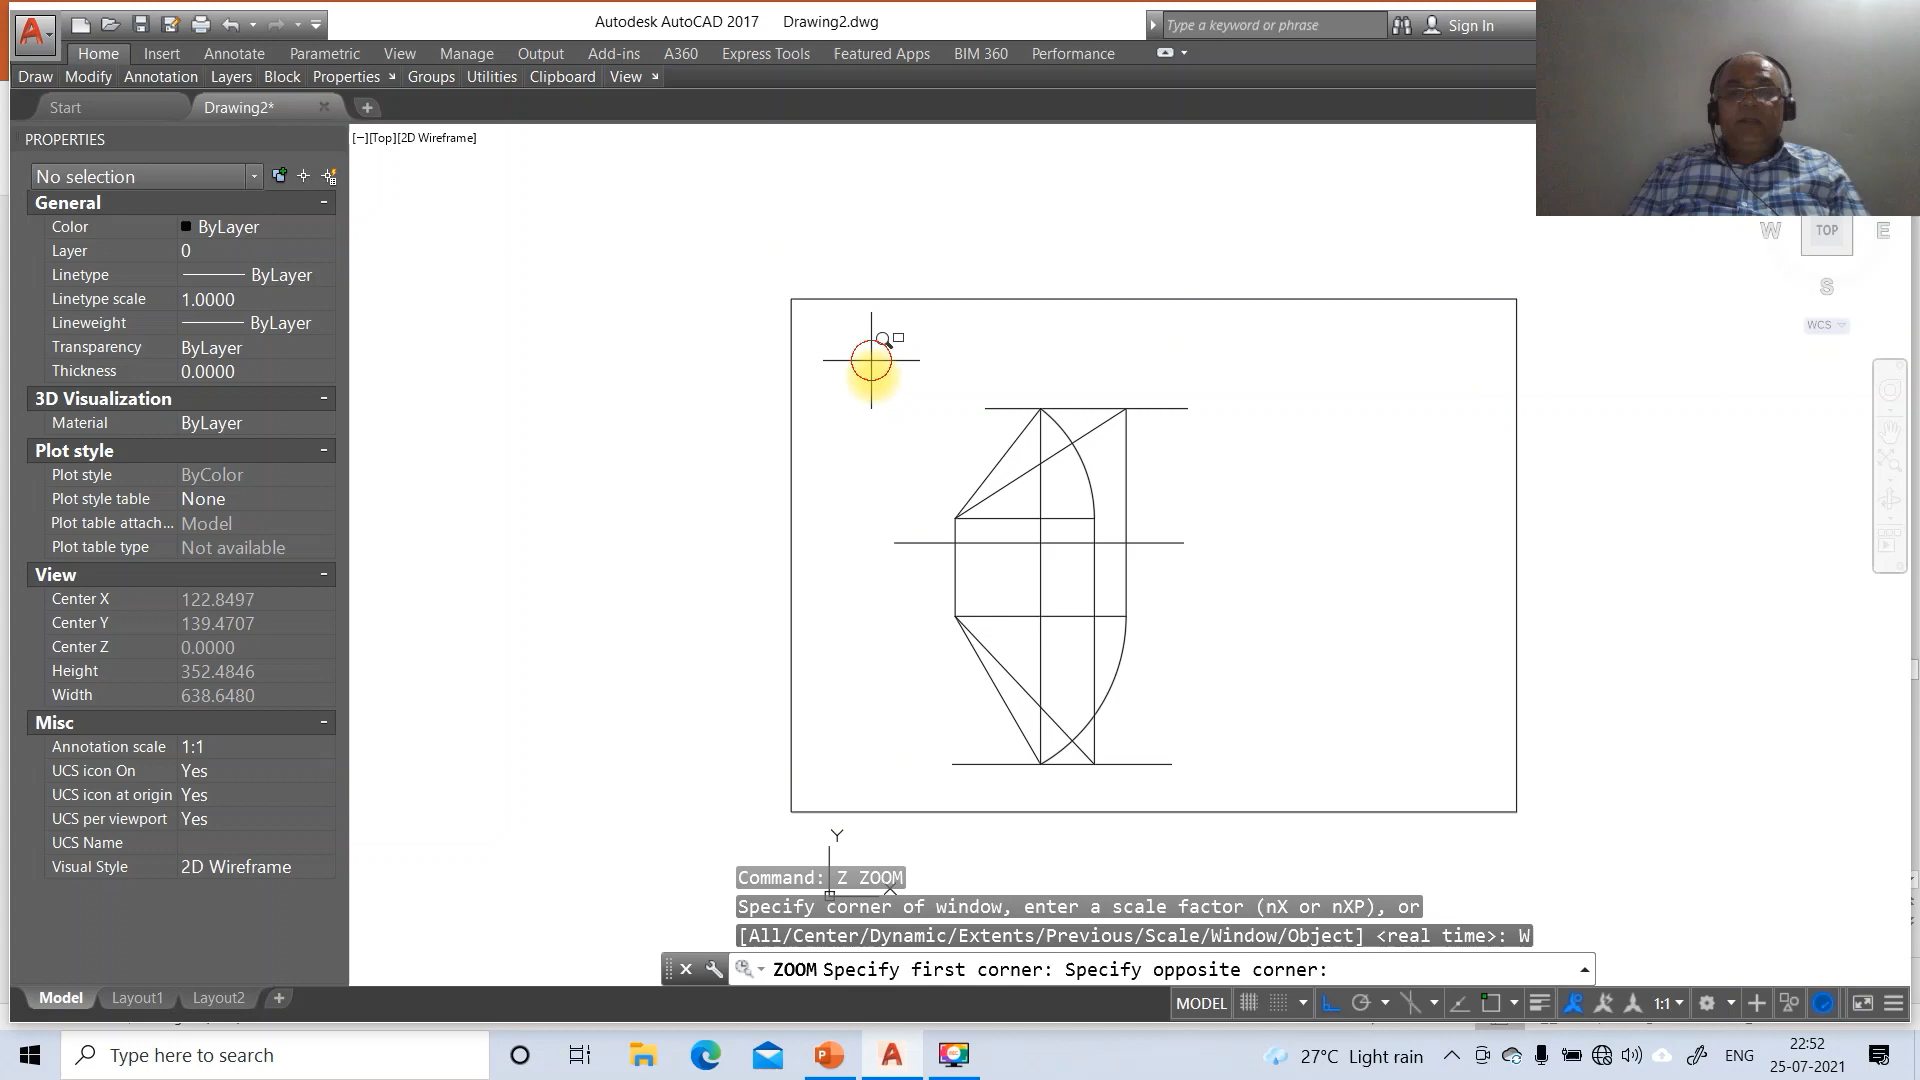 Autodesk AutoCAD 2017 Drawing2.dwg
Type a keyword or phrase
Sign In
Home Insert Annotate Parametric View Manage Output Add-ins A360 Express Tools Featured Apps BIM 360 Performance
Draw Modify Annotation Layers Block Properties Groups Utilities Clipboard View
Start Drawing2*
PROPERTIES
[−][Top][2D Wireframe]
No selection
General
Color ByLayer
Layer 0
Linetype ByLayer
Linetype scale 1.0000
Lineweight ByLayer
Transparency ByLayer
Thickness 0.0000
3D Visualization
Material ByLayer
Plot style
Plot style ByColor
Plot style table None
Plot table attach... Model
Plot table type Not available
View
Center X 122.8497
Center Y 139.4707
Center Z 0.0000
Height 352.4846
Width 638.6480
Misc
Annotation scale 1:1
UCS icon On Yes
UCS icon at origin Yes
UCS per viewport Yes
UCS Name
Visual Style 2D Wireframe
W TOP E
S
WCS
Y
X
Command: Z ZOOM
Specify corner of window, enter a scale factor (nX or nXP), or
[All/Center/Dynamic/Extents/Previous/Scale/Window/Object] <real time>: W
ZOOM Specify first corner: Specify opposite corner:
Model Layout1 Layout2
MODEL 1:1
Type here to search
27°C Light rain
ENG
22:52
25-07-2021